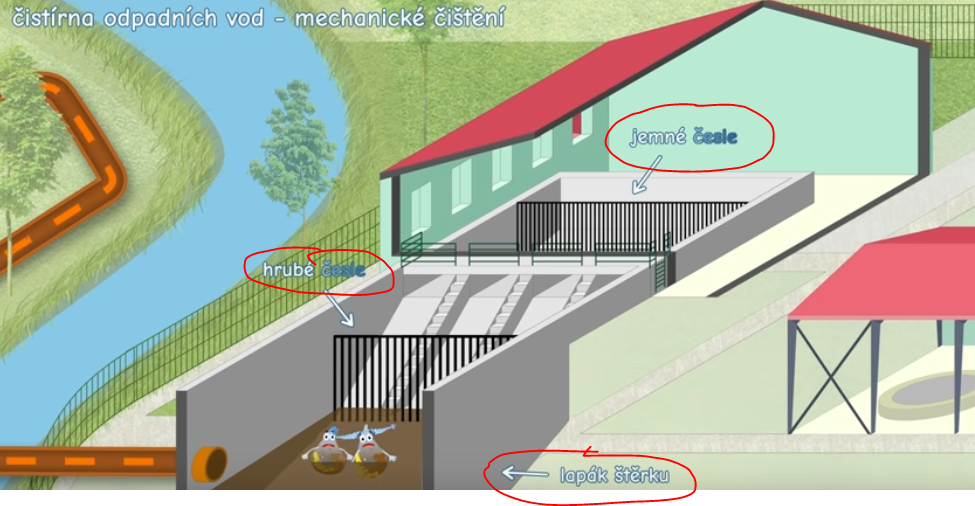 čistírna odpadních vod - mechanické čištění
jemné česle
hrubé česle
lapák štěrku